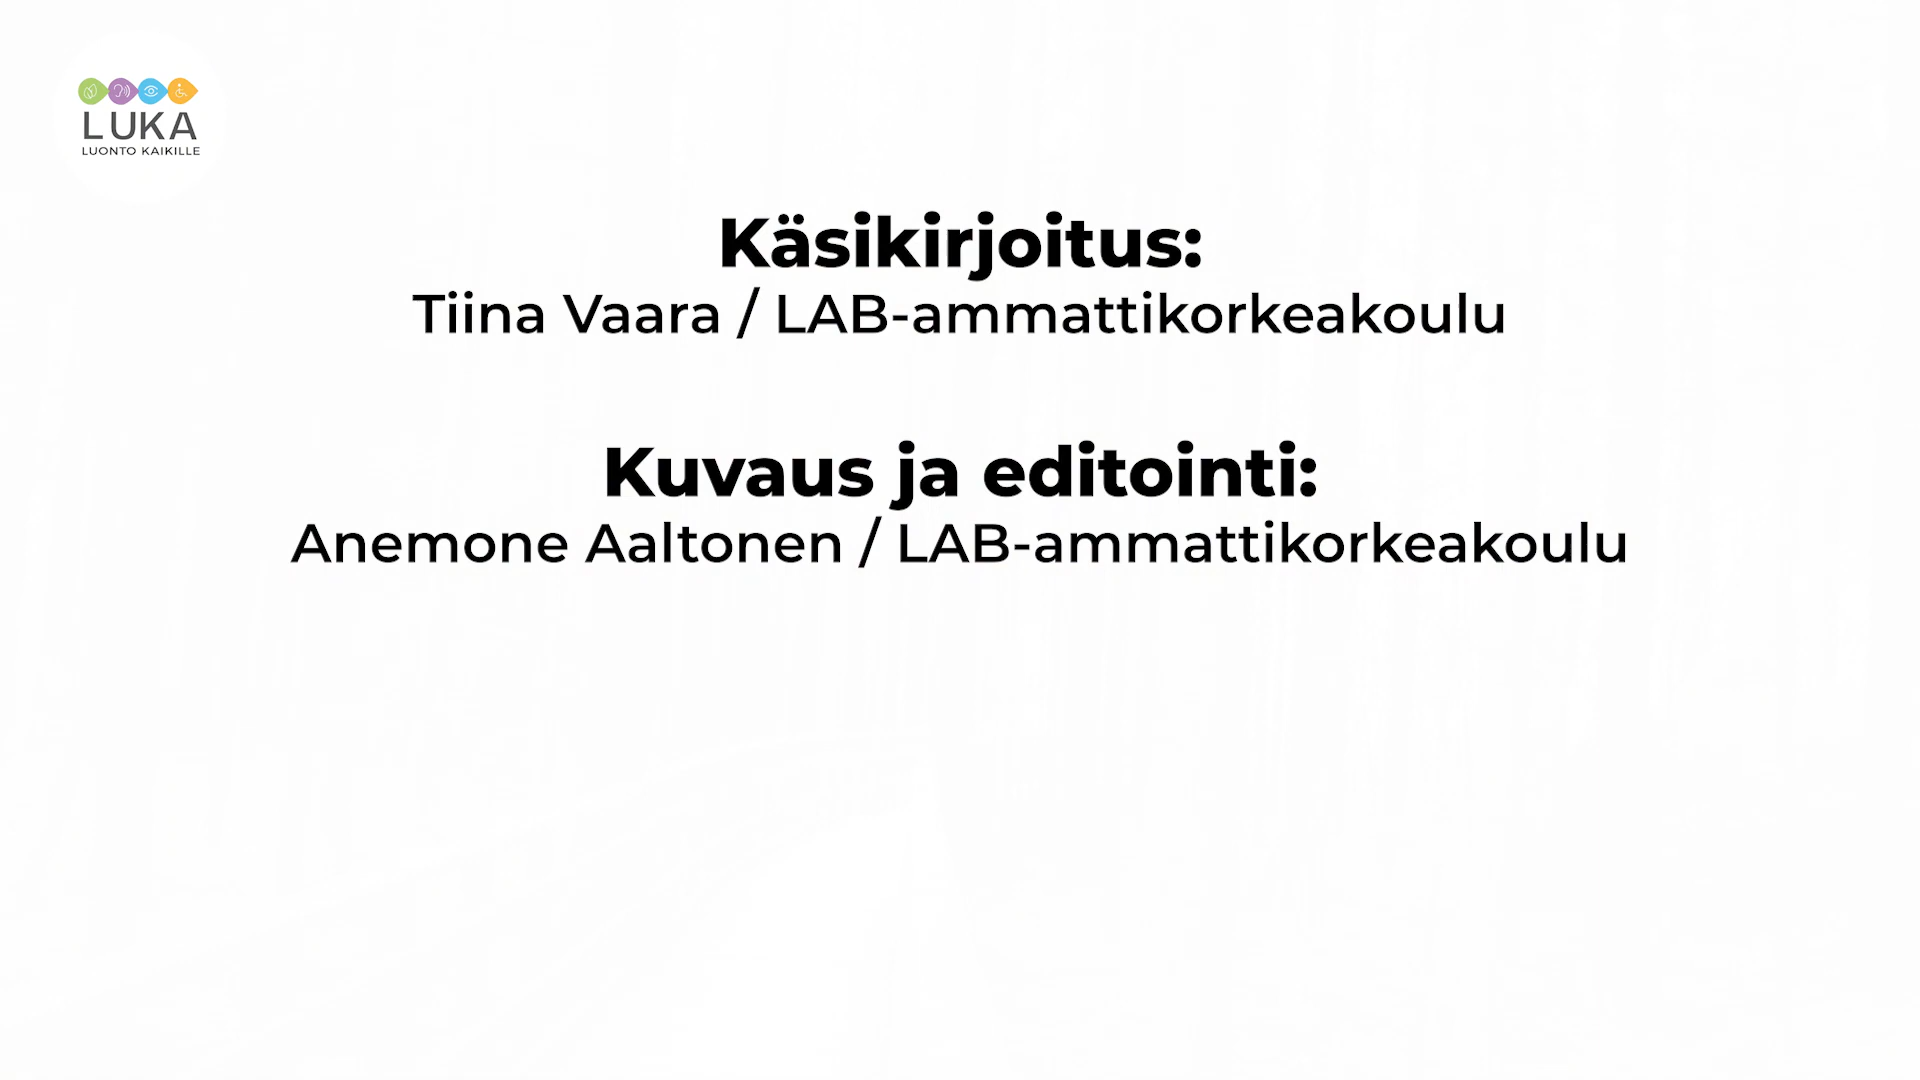 LUKA
LUONTO KAIKILLE
Käsikirjoitus:
Tiina Vaara / LAB-ammattikorkeakoulu
Kuvaus ja editointi:
Anemone Aaltonen / LAB-ammattikorkeakoulu